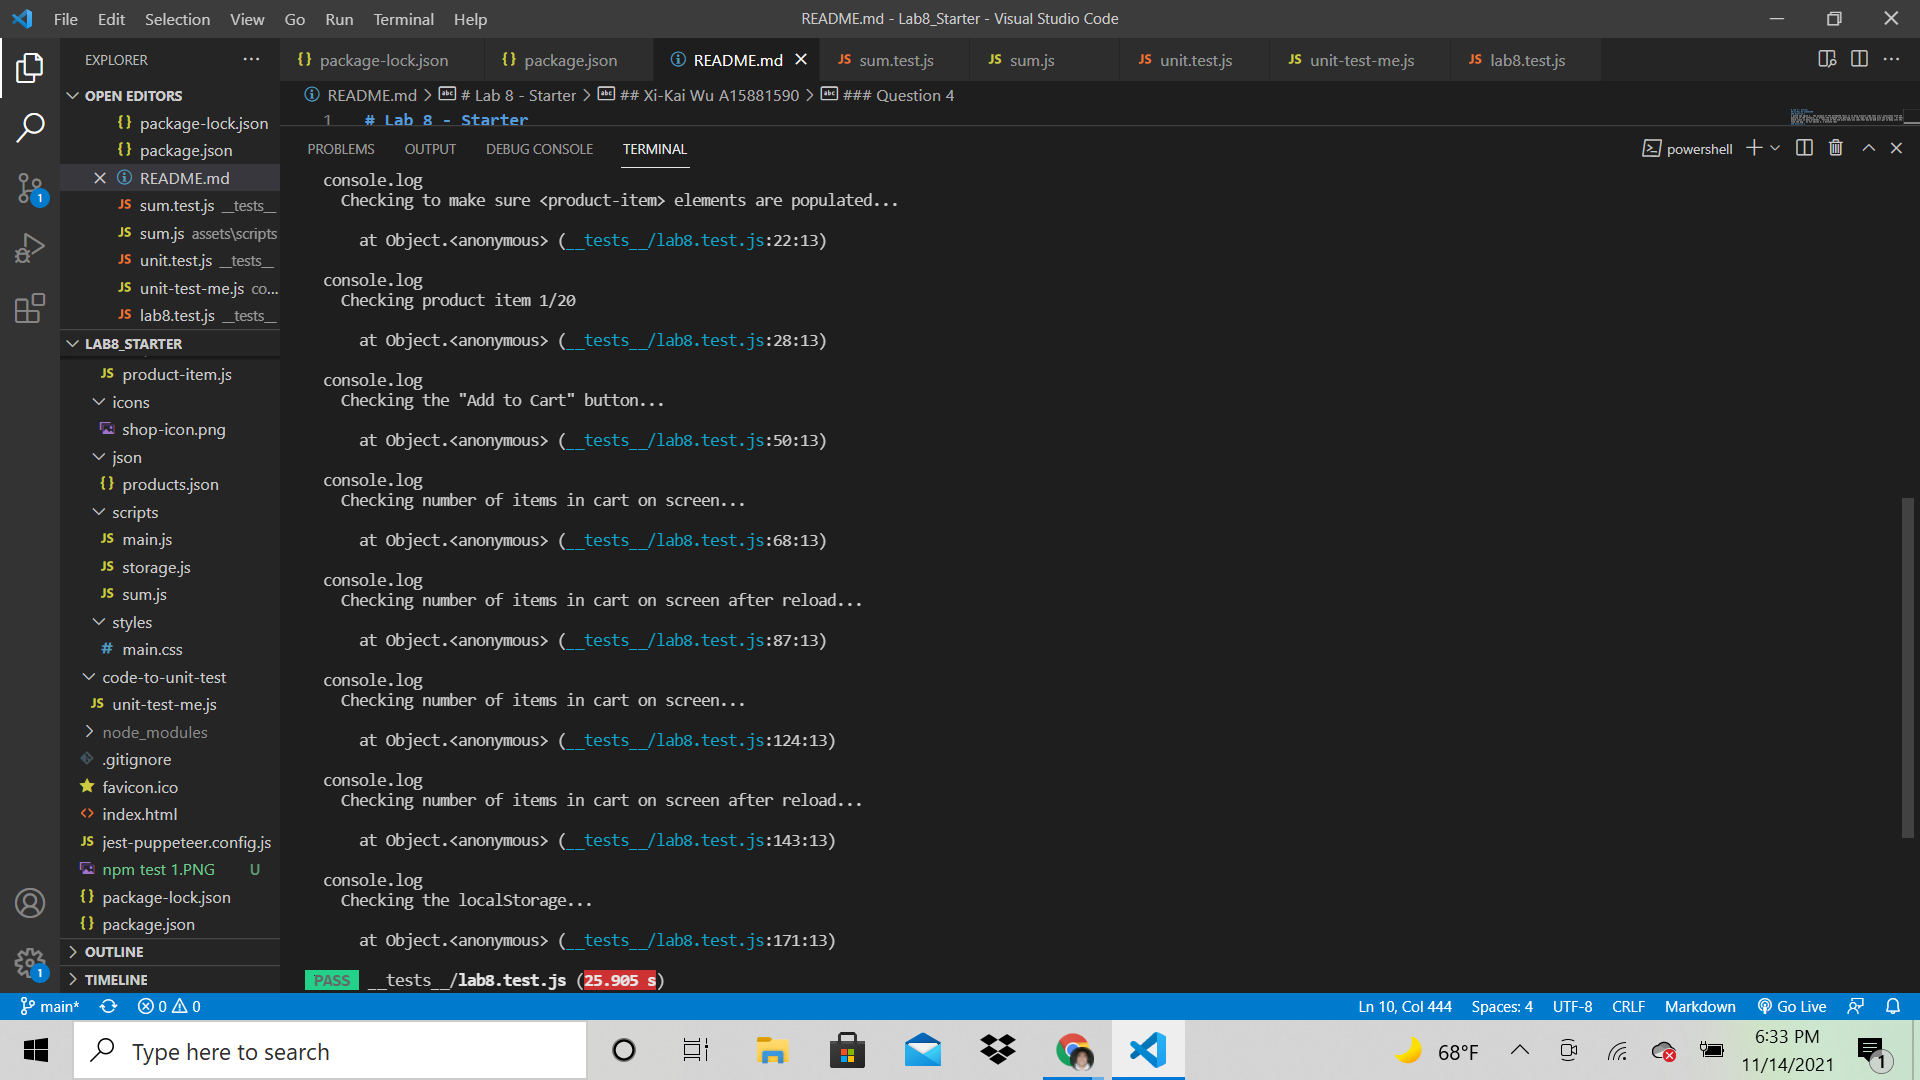 File Edit Selection View Go Run Terminal Help
README.md - Lab8_Starter - Visual Studio Code
EXPLORER
package-lock.json package.json README.md sum.test.js sum.js unit.test.js unit-test-me.js lab8.test.js
OPEN EDITORS
README.md > # Lab 8 - Starter > ## Xi-Kai Wu A15881590 > ### Question 4
1 # Lab 8 - Starter
package-lock.json
package.json
README.md
sum.test.js __tests__
sum.js assets\scripts
unit.test.js __tests__
unit-test-me.js co...
lab8.test.js __tests__
LAB8_STARTER
product-item.js
icons
shop-icon.png
json
products.json
scripts
main.js
storage.js
sum.js
styles
main.css
code-to-unit-test
unit-test-me.js
node_modules
.gitignore
favicon.ico
index.html
jest-puppeteer.config.js
npm test 1.PNG U
package-lock.json
package.json
OUTLINE
TIMELINE
PROBLEMS OUTPUT DEBUG CONSOLE TERMINAL
powershell
console.log
Checking to make sure <product-item> elements are populated...
at Object.<anonymous> (__tests__/lab8.test.js:22:13)
console.log
Checking product item 1/20
at Object.<anonymous> (__tests__/lab8.test.js:28:13)
console.log
Checking the "Add to Cart" button...
at Object.<anonymous> (__tests__/lab8.test.js:50:13)
console.log
Checking number of items in cart on screen...
at Object.<anonymous> (__tests__/lab8.test.js:68:13)
console.log
Checking number of items in cart on screen after reload...
at Object.<anonymous> (__tests__/lab8.test.js:87:13)
console.log
Checking number of items in cart on screen...
at Object.<anonymous> (__tests__/lab8.test.js:124:13)
console.log
Checking number of items in cart on screen after reload...
at Object.<anonymous> (__tests__/lab8.test.js:143:13)
console.log
Checking the localStorage...
at Object.<anonymous> (__tests__/lab8.test.js:171:13)
PASS __tests__/lab8.test.js (25.905 s)
main* 0 0
Ln 10, Col 444 Spaces: 4 UTF-8 CRLF Markdown Go Live
Type here to search
68°F
6:33 PM
11/14/2021
1